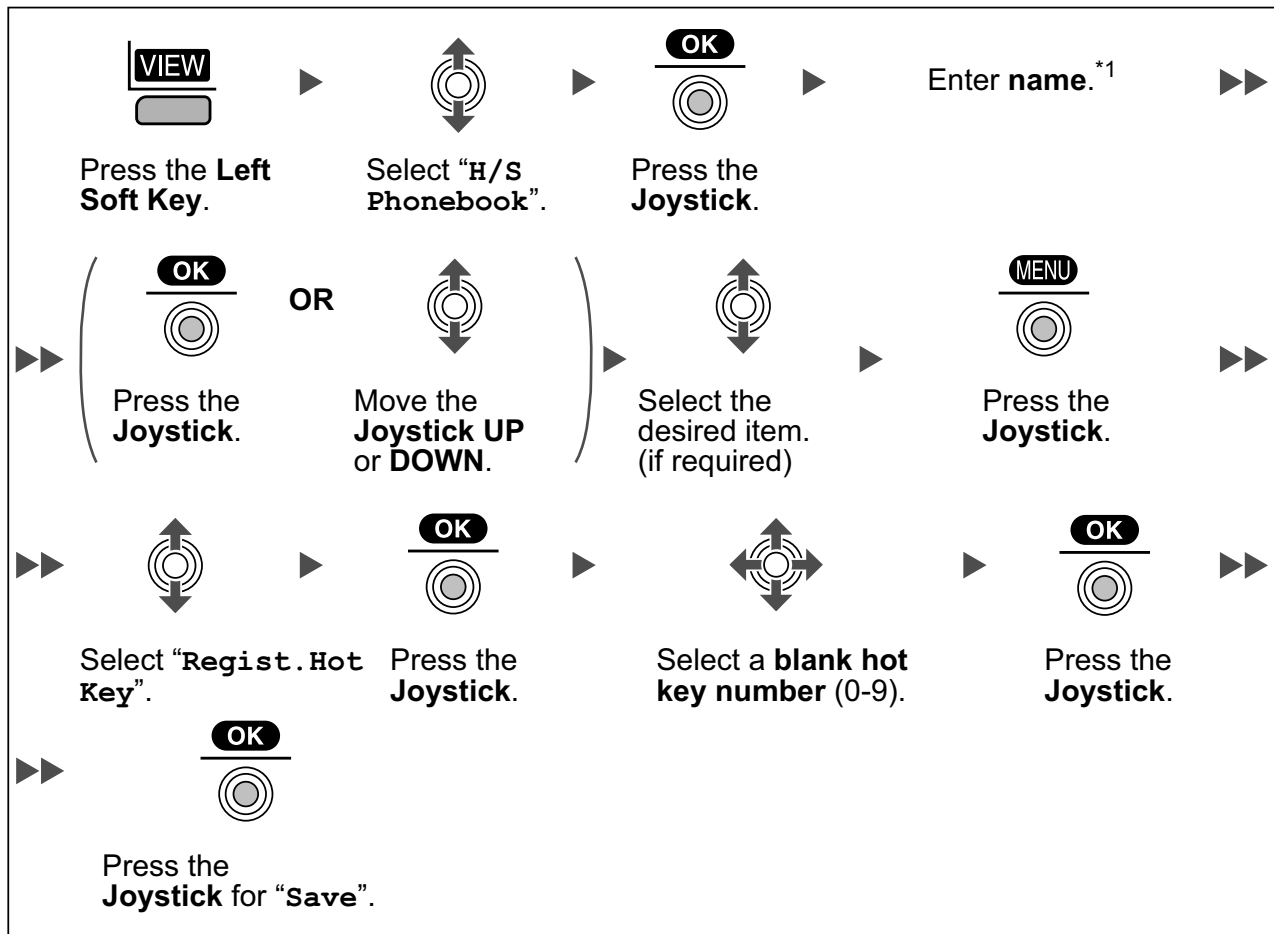 VIEW
OK
Enter name.*1
Press the Left
Soft Key.
Select “H/S
Phonebook”.
Press the
Joystick.
OK
OR
MENU
Press the
Joystick.
Move the
Joystick UP
or DOWN.
Select the
desired item.
(if required)
Press the
Joystick.
OK
OK
Select “Regist.Hot
Key”.
Press the
Joystick.
Select a blank hot
key number (0-9).
Press the
Joystick.
OK
Press the
Joystick for “Save”.